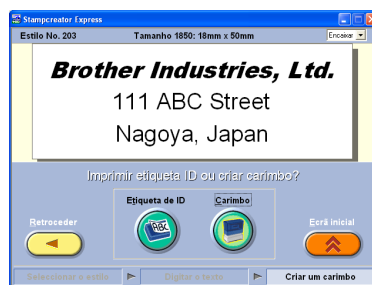 Stampcreator Express
Estilo No. 203
Tamanho 1850: 18mm x 50mm
Encaixar
Brother Industries, Ltd.
111 ABC Street
Nagoya, Japan
Imprimir etiqueta ID ou criar carimbo?
Etiqueta de ID
Carimbo
Retroceder
Ecrã inicial
ABC
Seleccionar o estilo
Digitar o texto
Criar um carimbo